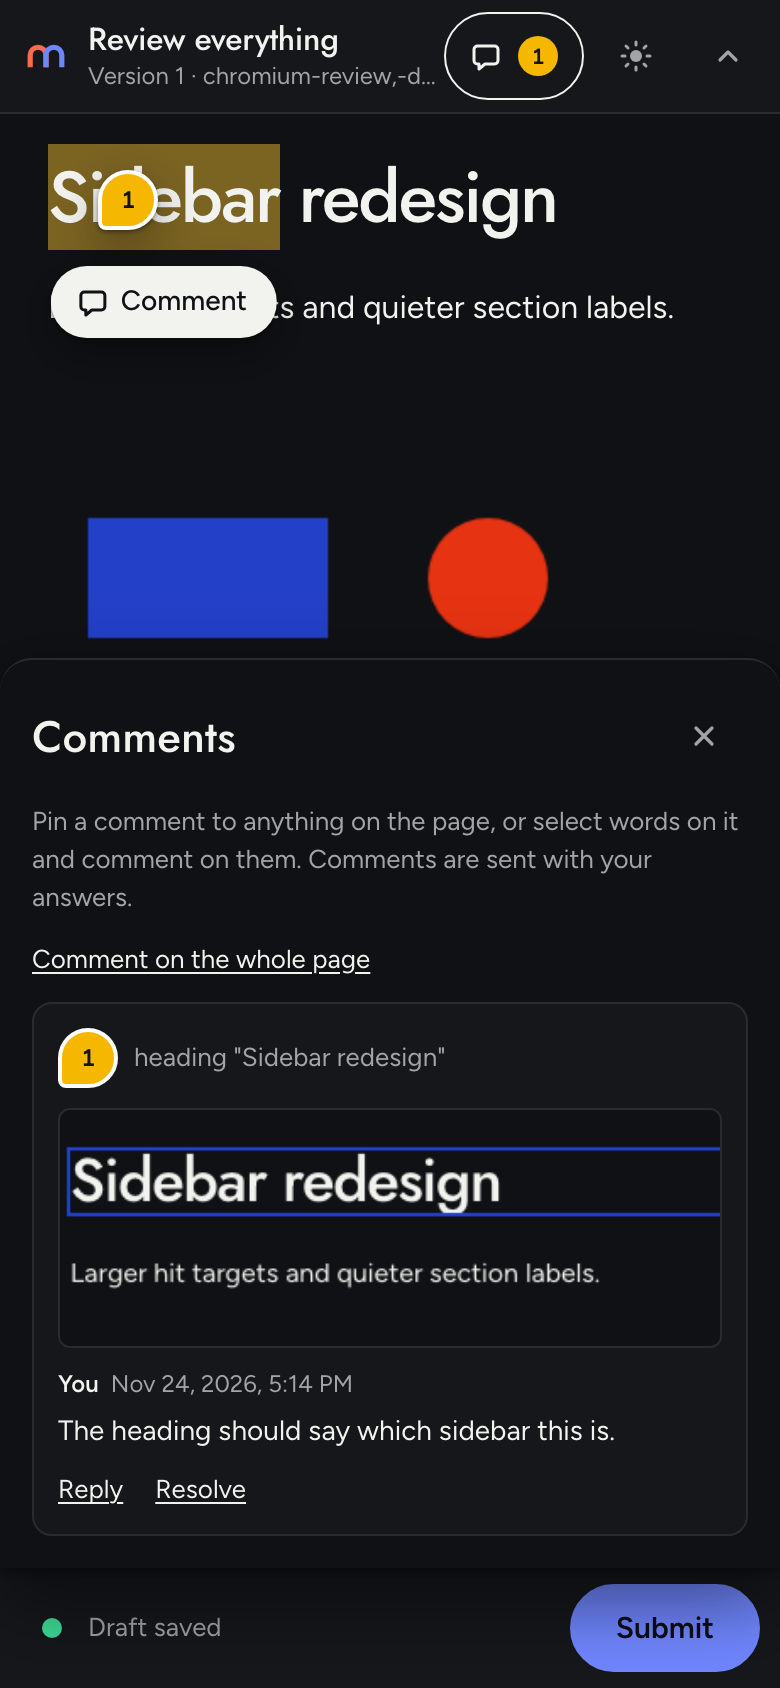 Review everything
Version 1 · chromium-review,-d...
1
Sidebar redesign
1
Comment
ts and quieter section labels.
Comments
Pin a comment to anything on the page, or select words on it
and comment on them. Comments are sent with your
answers.
Comment on the whole page
1 heading "Sidebar redesign"
Sidebar redesign
Larger hit targets and quieter section labels.
You Nov 24, 2026, 5:14 PM
The heading should say which sidebar this is.
Reply Resolve
Draft saved
Submit